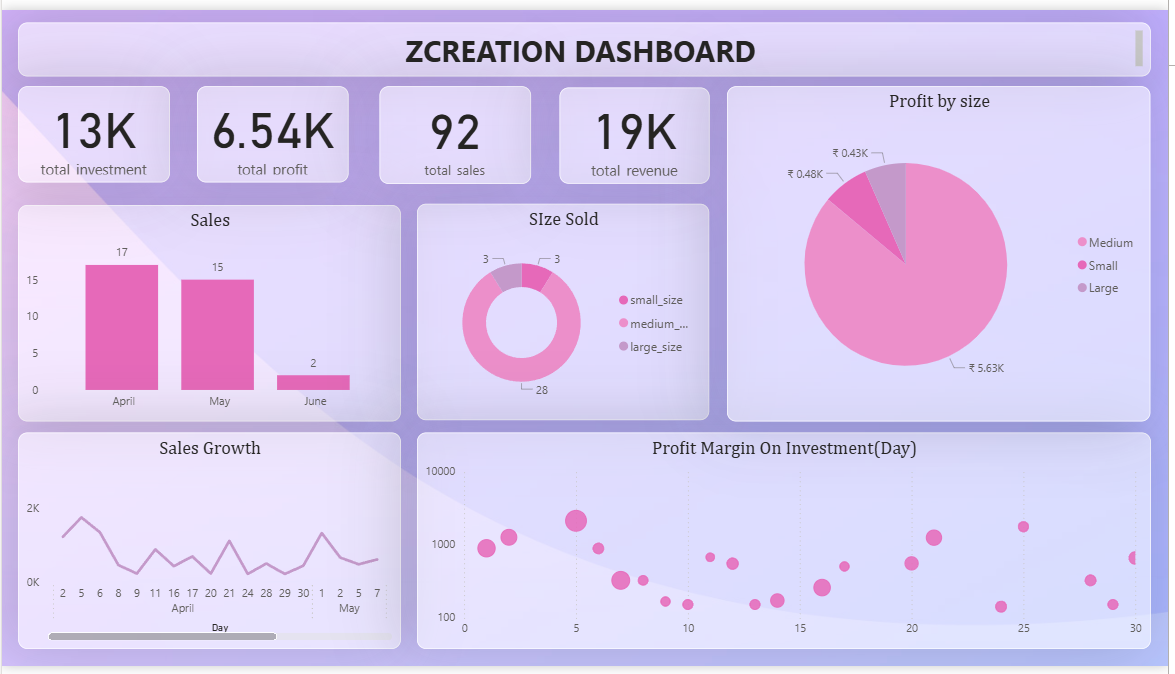 ZCREATION DASHBOARD
13K
total investment
6.54K
total profit
92
total sales
19K
total revenue
Profit by size
₹ 0.43K
₹ 0.48K
₹ 5.63K
Medium
Small
Large
Sales
17
15
2
15
10
5
0
April May June
SIze Sold
3 3
28
small_size
medium_...
large_size
Sales Growth
2K
0K
2 5 6 8 9 11 16 17 20 21 24 28 29 30 1 2 5 7
April May
Day
Profit Margin On Investment(Day)
10000
1000
100
0 5 10 15 20 25 30